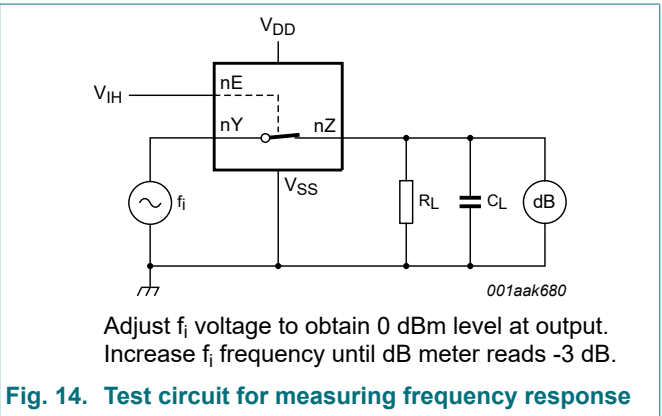 VDD
nE
VIH
nY
nZ
VSS
fi
RL
CL
dB
001aak680
Adjust fi voltage to obtain 0 dBm level at output.
Increase fi frequency until dB meter reads -3 dB.
Fig. 14. Test circuit for measuring frequency response